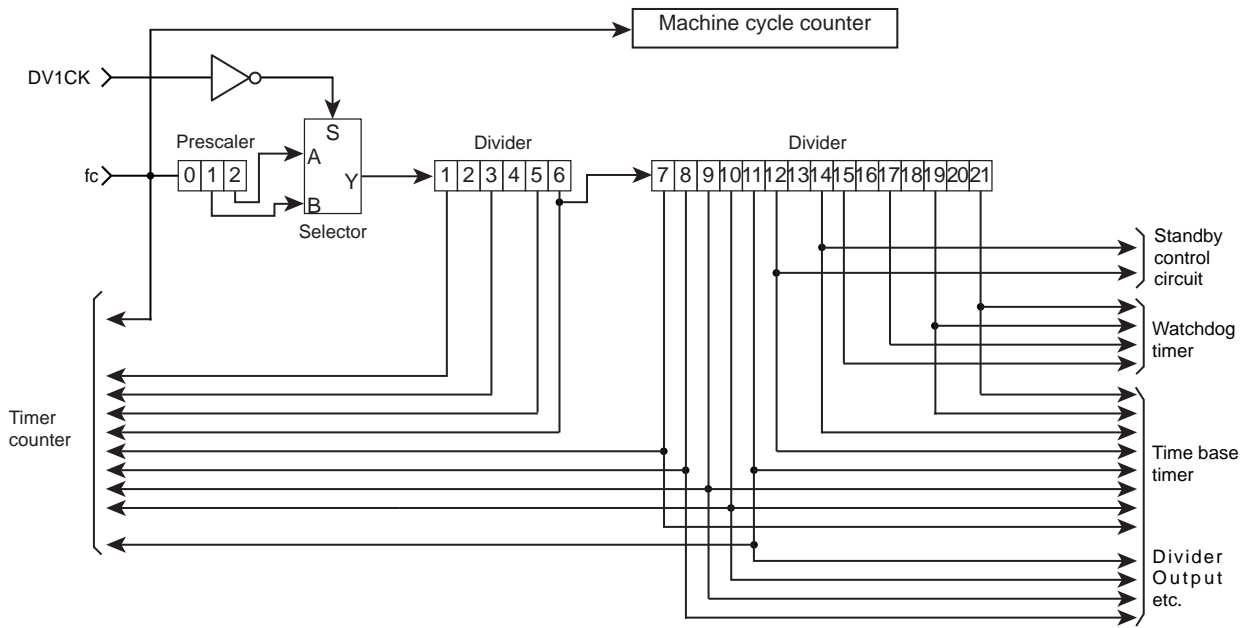 Machine cycle counter
DV1CK
S
Prescaler
Divider
Divider
fc
0 1 2
A
Y
B
1 2 3 4 5 6
7 8 9 10 11 12 13 14 15 16 17 18 19 20 21
Selector
Standby
control
circuit
Watchdog
timer
Timer
counter
Time base
timer
Divider
Output
etc.